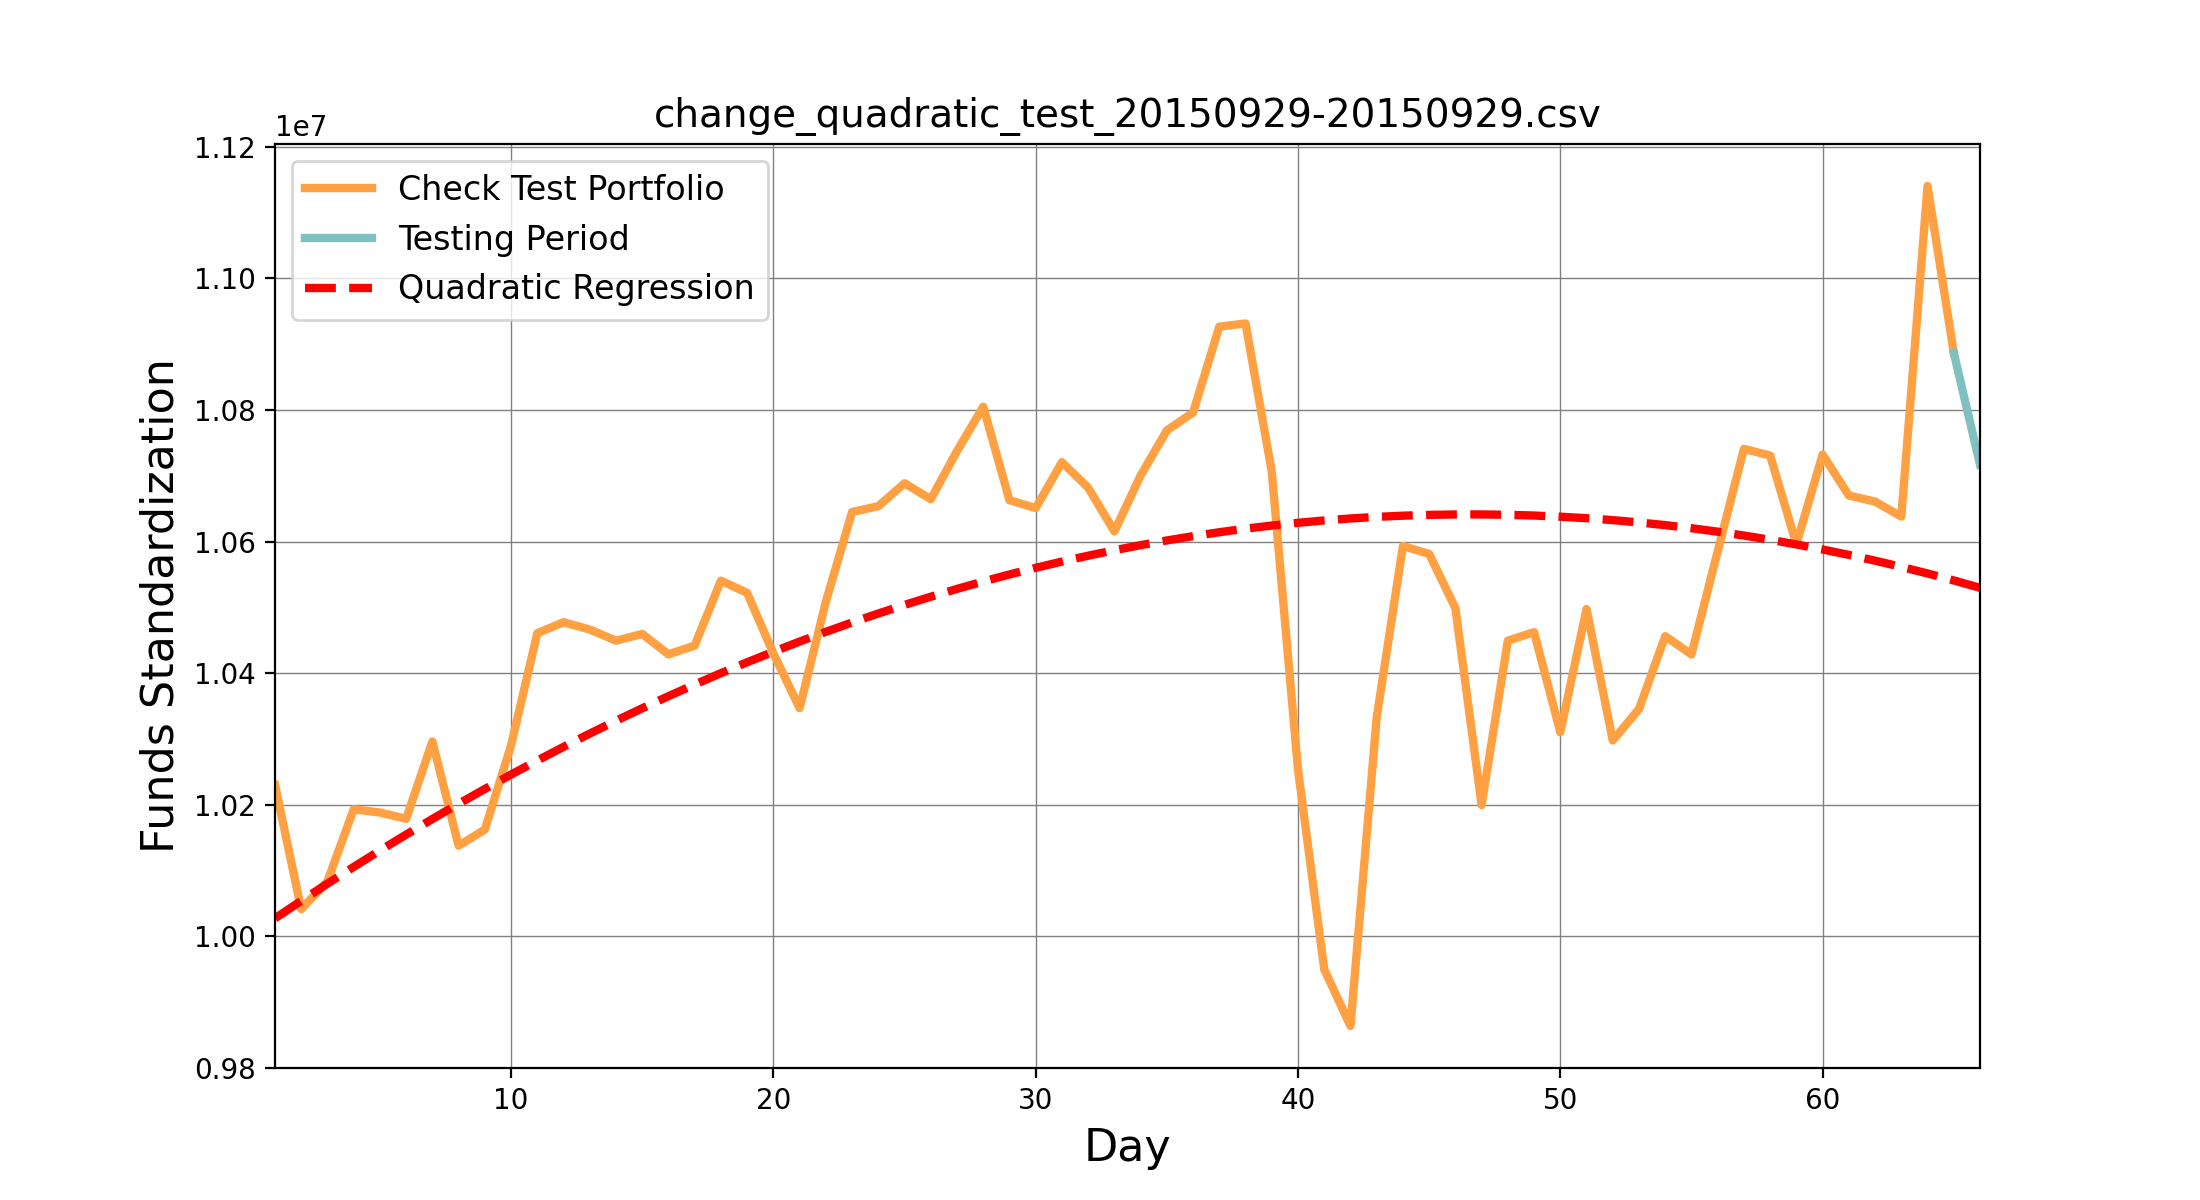 change_quadratic_test_20150929-20150929.csv
1e7
Check Test Portfolio
Testing Period
Quadratic Regression
Funds Standardization
1.12
1.10
1.08
1.06
1.04
1.02
1.00
0.98
10 20 30 40 50 60
Day